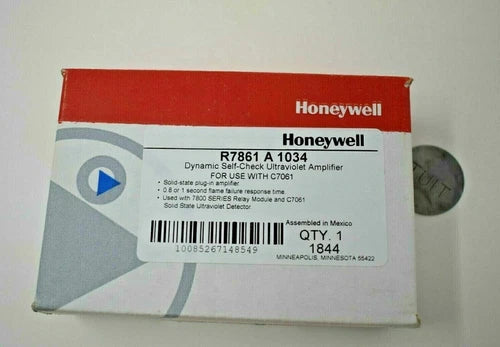 Honeywell
Honeywell
R7861 A 1034
Dynamic Self-Check Ultraviolet Amplifier
FOR USE WITH C7061
• Solid-state plug-in amplifier
• 0.8 or 1 second flame failure response time
• Used with 7800 SERIES Relay Module and C7061
Solid State Ultraviolet Detector
Assembled in Mexico
10085267148549
QTY. 1
1844
MINNEAPOLIS, MINNESOTA 55422